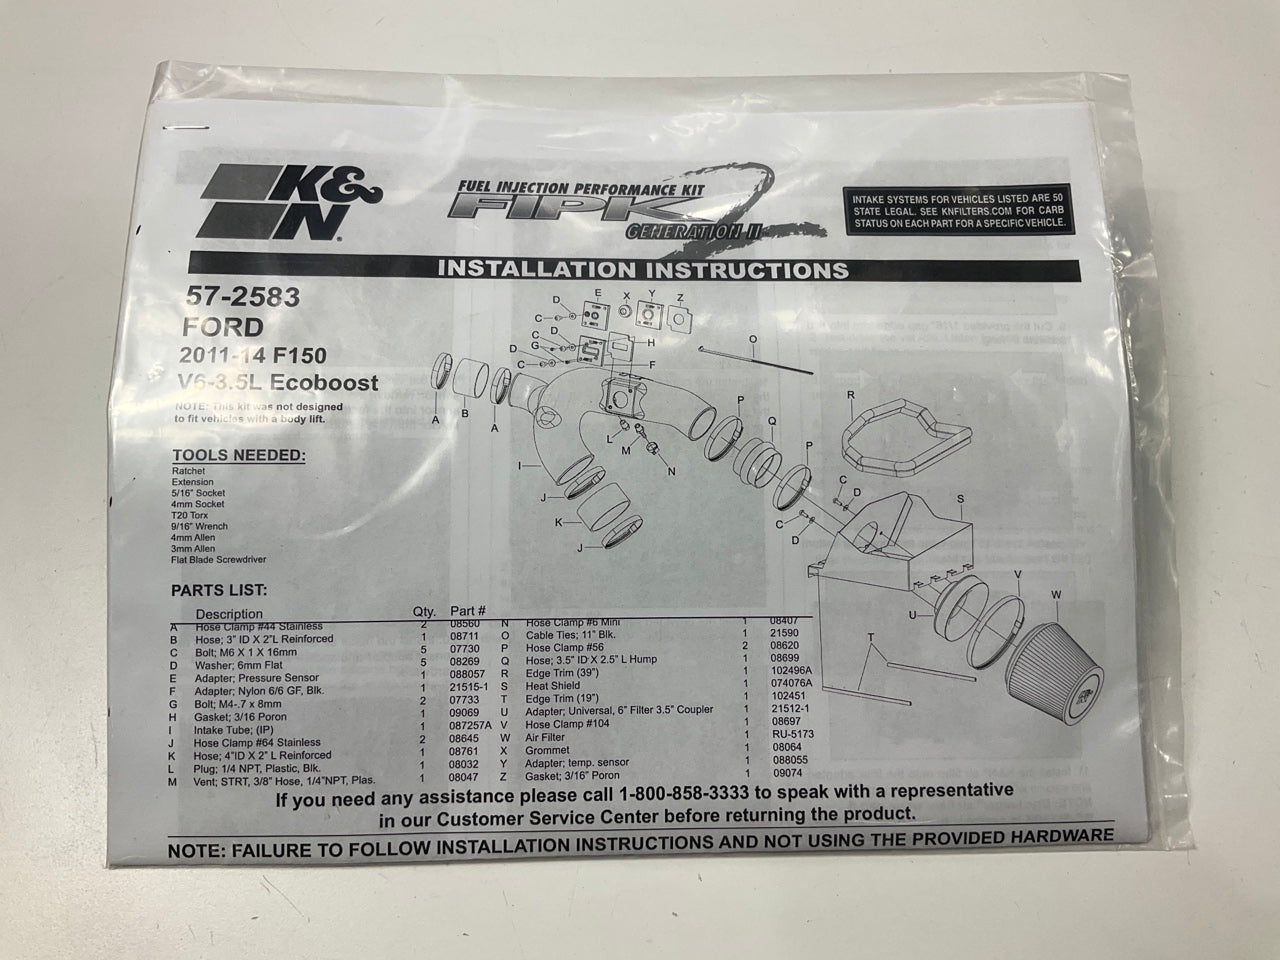 K&N®
FUEL INJECTION PERFORMANCE KIT
FIPK 2
GENERATION II
INTAKE SYSTEMS FOR VEHICLES LISTED ARE 50
STATE LEGAL. SEE KNFILTERS.COM FOR CARB
STATUS ON EACH PART FOR A SPECIFIC VEHICLE.
INSTALLATION INSTRUCTIONS
57-2583
FORD
2011-14 F150
V6-3.5L Ecoboost
NOTE: This kit was not designed
to fit vehicles with a body lift.
TOOLS NEEDED:
Ratchet
Extension
5/16" Socket
4mm Socket
T20 Torx
9/16" Wrench
4mm Allen
3mm Allen
Flat Blade Screwdriver
E X Y Z
D
C
D
C
G
D
C
H
F
O
A B A
L M N
I
J
K
J
P
Q
P
R
C D
C
D
S
U
V
W
T
K&N
PARTS LIST:
Description Qty. Part #
A Hose Clamp #44 Stainless 2 08560 N Hose Clamp #6 Mini 1 08407
B Hose; 3" ID X 2"L Reinforced 1 08711 O Cable Ties; 11" Blk. 1 21590
C Bolt; M6 X 1 X 16mm 5 07730 P Hose Clamp #56 2 08620
D Washer; 6mm Flat 5 08269 Q Hose; 3.5" ID X 2.5" L Hump 1 08699
E Adapter; Pressure Sensor 1 088057 R Edge Trim (39") 1 102496A
F Adapter; Nylon 6/6 GF, Blk. 1 21515-1 S Heat Shield 1 074076A
G Bolt; M4-.7 x 8mm 2 07733 T Edge Trim (19") 1 102451
H Gasket; 3/16 Poron 1 09069 U Adapter; Universal, 6" Filter 3.5" Coupler 1 21512-1
I Intake Tube; (IP) 1 087257A V Hose Clamp #104 1 08697
J Hose Clamp #64 Stainless 2 08645 W Air Filter 1 RU-5173
K Hose; 4"ID X 2" L Reinforced 1 08761 X Grommet 1 08064
L Plug; 1/4 NPT, Plastic, Blk. 1 08032 Y Adapter; temp. sensor 1 088055
M Vent; STRT, 3/8" Hose, 1/4"NPT, Plas. 1 08047 Z Gasket; 3/16" Poron 1 09074
If you need any assistance please call 1-800-858-3333 to speak with a representative
in our Customer Service Center before returning the product.
NOTE: FAILURE TO FOLLOW INSTALLATION INSTRUCTIONS AND NOT USING THE PROVIDED HARDWARE